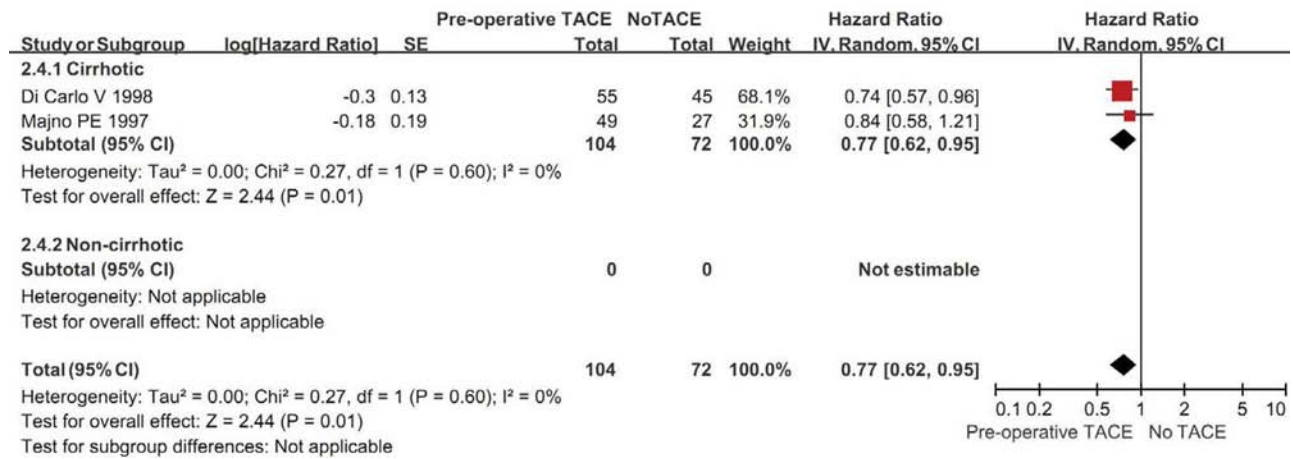 Pre-operative TACE NoTACE Hazard Ratio Hazard Ratio
Study or Subgroup log[Hazard Ratio] SE Total Total Weight IV, Random, 95% CI IV, Random, 95% CI
2.4.1 Cirrhotic
Di Carlo V 1998 -0.3 0.13 55 45 68.1% 0.74 [0.57, 0.96]
Majno PE 1997 -0.18 0.19 49 27 31.9% 0.84 [0.58, 1.21]
Subtotal (95% CI) 104 72 100.0% 0.77 [0.62, 0.95]
Heterogeneity: Tau² = 0.00; Chi² = 0.27, df = 1 (P = 0.60); I² = 0%
Test for overall effect: Z = 2.44 (P = 0.01)
2.4.2 Non-cirrhotic
Subtotal (95% CI) 0 0 Not estimable
Heterogeneity: Not applicable
Test for overall effect: Not applicable
Total (95% CI) 104 72 100.0% 0.77 [0.62, 0.95]
Heterogeneity: Tau² = 0.00; Chi² = 0.27, df = 1 (P = 0.60); I² = 0%
Test for overall effect: Z = 2.44 (P = 0.01)
Test for subgroup differences: Not applicable
0.1 0.2 0.5 1 2 5 10
Pre-operative TACE No TACE